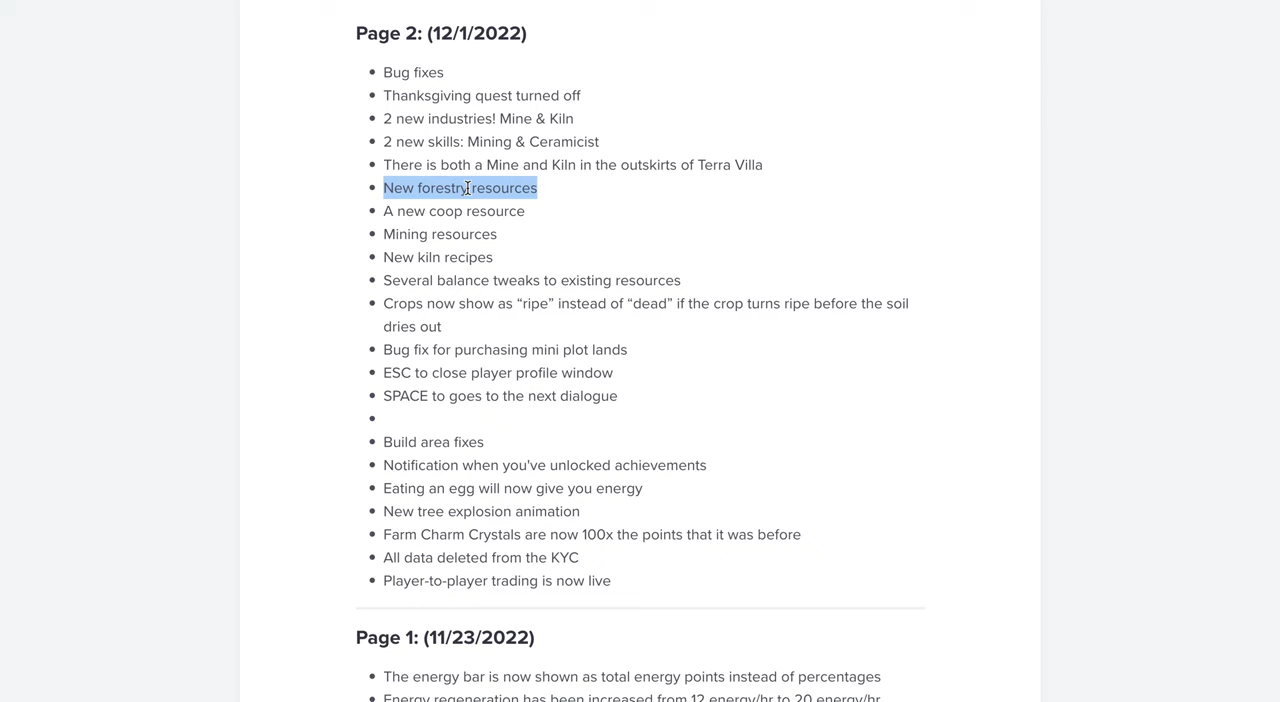 Page 2: (12/1/2022)
• Bug fixes
• Thanksgiving quest turned off
• 2 new industries! Mine & Kiln
• 2 new skills: Mining & Ceramicist
• There is both a Mine and Kiln in the outskirts of Terra Villa
• New forestry resources
• A new coop resource
• Mining resources
• New kiln recipes
• Several balance tweaks to existing resources
• Crops now show as “ripe” instead of “dead” if the crop turns ripe before the soil
dries out
• Bug fix for purchasing mini plot lands
• ESC to close player profile window
• SPACE to goes to the next dialogue
•
• Build area fixes
• Notification when you've unlocked achievements
• Eating an egg will now give you energy
• New tree explosion animation
• Farm Charm Crystals are now 100x the points that it was before
• All data deleted from the KYC
• Player-to-player trading is now live
Page 1: (11/23/2022)
• The energy bar is now shown as total energy points instead of percentages
• Energy regeneration has been increased from 12 energy/hr to 20 energy/hr